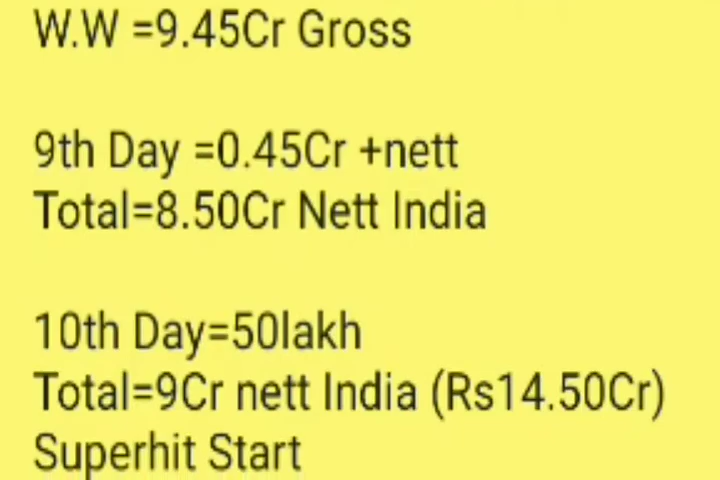 W.W =9.45Cr Gross
9th Day =0.45Cr +nett
Total=8.50Cr Nett India
10th Day=50lakh
Total=9Cr nett India (Rs14.50Cr)
Superhit Start